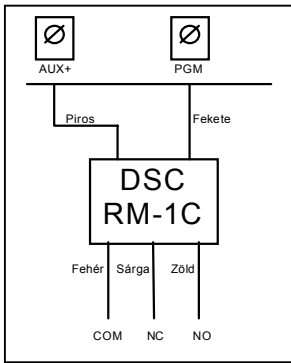 AUX+ PGM
Piros Fekete
DSC
RM-1C
Fehér Sárga Zöld
COM NC NO